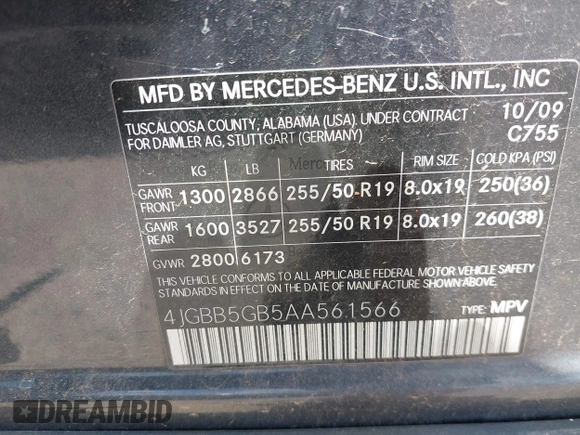 MFD BY MERCEDES-BENZ U.S. INTL., INC
TUSCALOOSA COUNTY, ALABAMA (USA). UNDER CONTRACT 10/09
FOR DAIMLER AG, STUTTGART (GERMANY) C755
KG LB TIRES RIM SIZE COLD KPA (PSI)
GAWR FRONT 1300 2866 255/50 R19 8.0x19 250(36)
GAWR REAR 1600 3527 255/50 R19 8.0x19 260(38)
GVWR 2800 6173
THIS VEHICLE CONFORMS TO ALL APPLICABLE FEDERAL MOTOR VEHICLE SAFETY
STANDARDS IN EFFECT ON THE DATE OF MANUFACTURE SHOWN ABOVE.
4JGBB5GB5AA561566 TYPE: MPV
DREAMBID